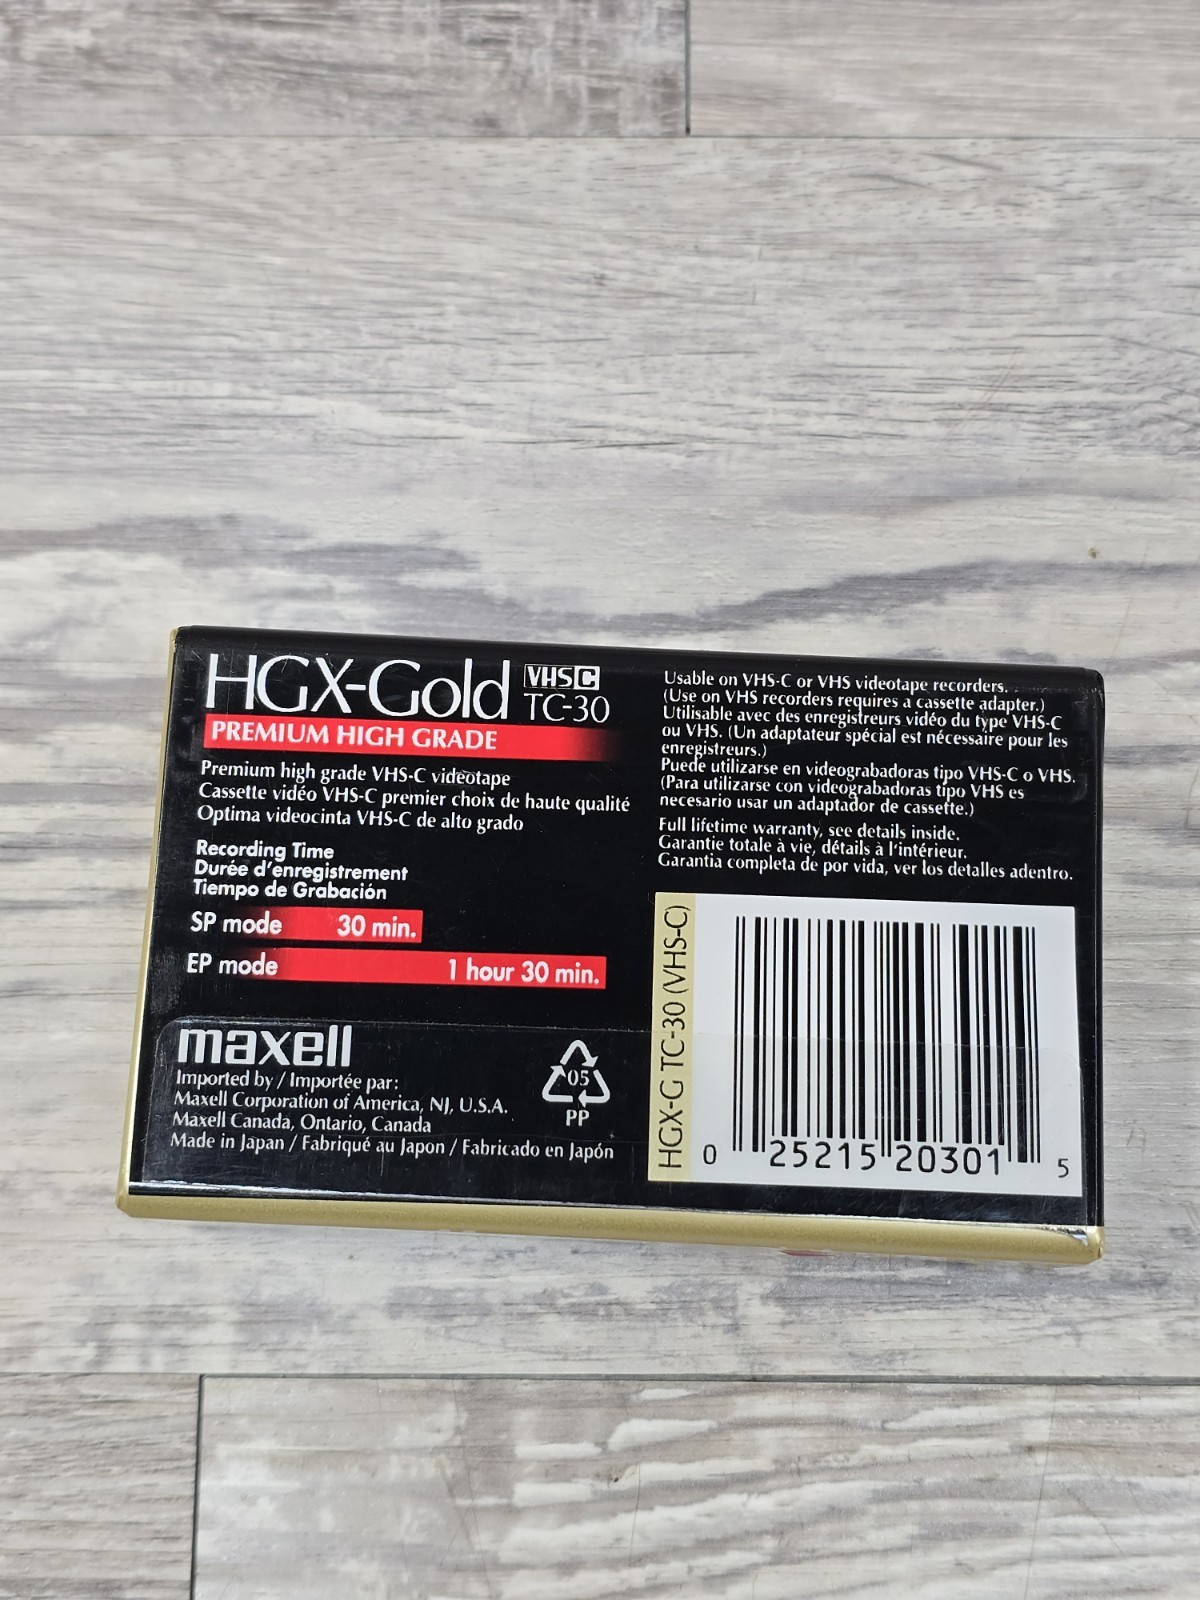 HGX-Gold VHS C
TC-30
PREMIUM HIGH GRADE
Premium high grade VHS-C videotape
Cassette vidéo VHS-C premier choix de haute qualité
Optima videocinta VHS-C de alto grado
Recording Time
Durée d'enregistrement
Tiempo de Grabación
SP mode 30 min.
EP mode 1 hour 30 min.
maxell
Imported by / Importée par:
Maxell Corporation of America, NJ, U.S.A.
Maxell Canada, Ontario, Canada
Made in Japan / Fabriqué au Japon / Fabricado en Japón
05
PP
Usable on VHS-C or VHS videotape recorders.
(Use on VHS recorders requires a cassette adapter.)
Utilisable avec des enregistreurs vidéo du type VHS-C
ou VHS. (Un adaptateur spécial est nécessaire pour les
enregistreurs.)
Puede utilizarse en videograbadoras tipo VHS-C o VHS.
(Para utilizarse con videograbadoras tipo VHS es
necesario usar un adaptador de cassette.)
Full lifetime warranty, see details inside.
Garantie totale à vie, détails à l'intérieur.
Garantia completa de por vida, ver los detalles adentro.
HGX-G TC-30 (VHS-C)
0 25215 20301 5